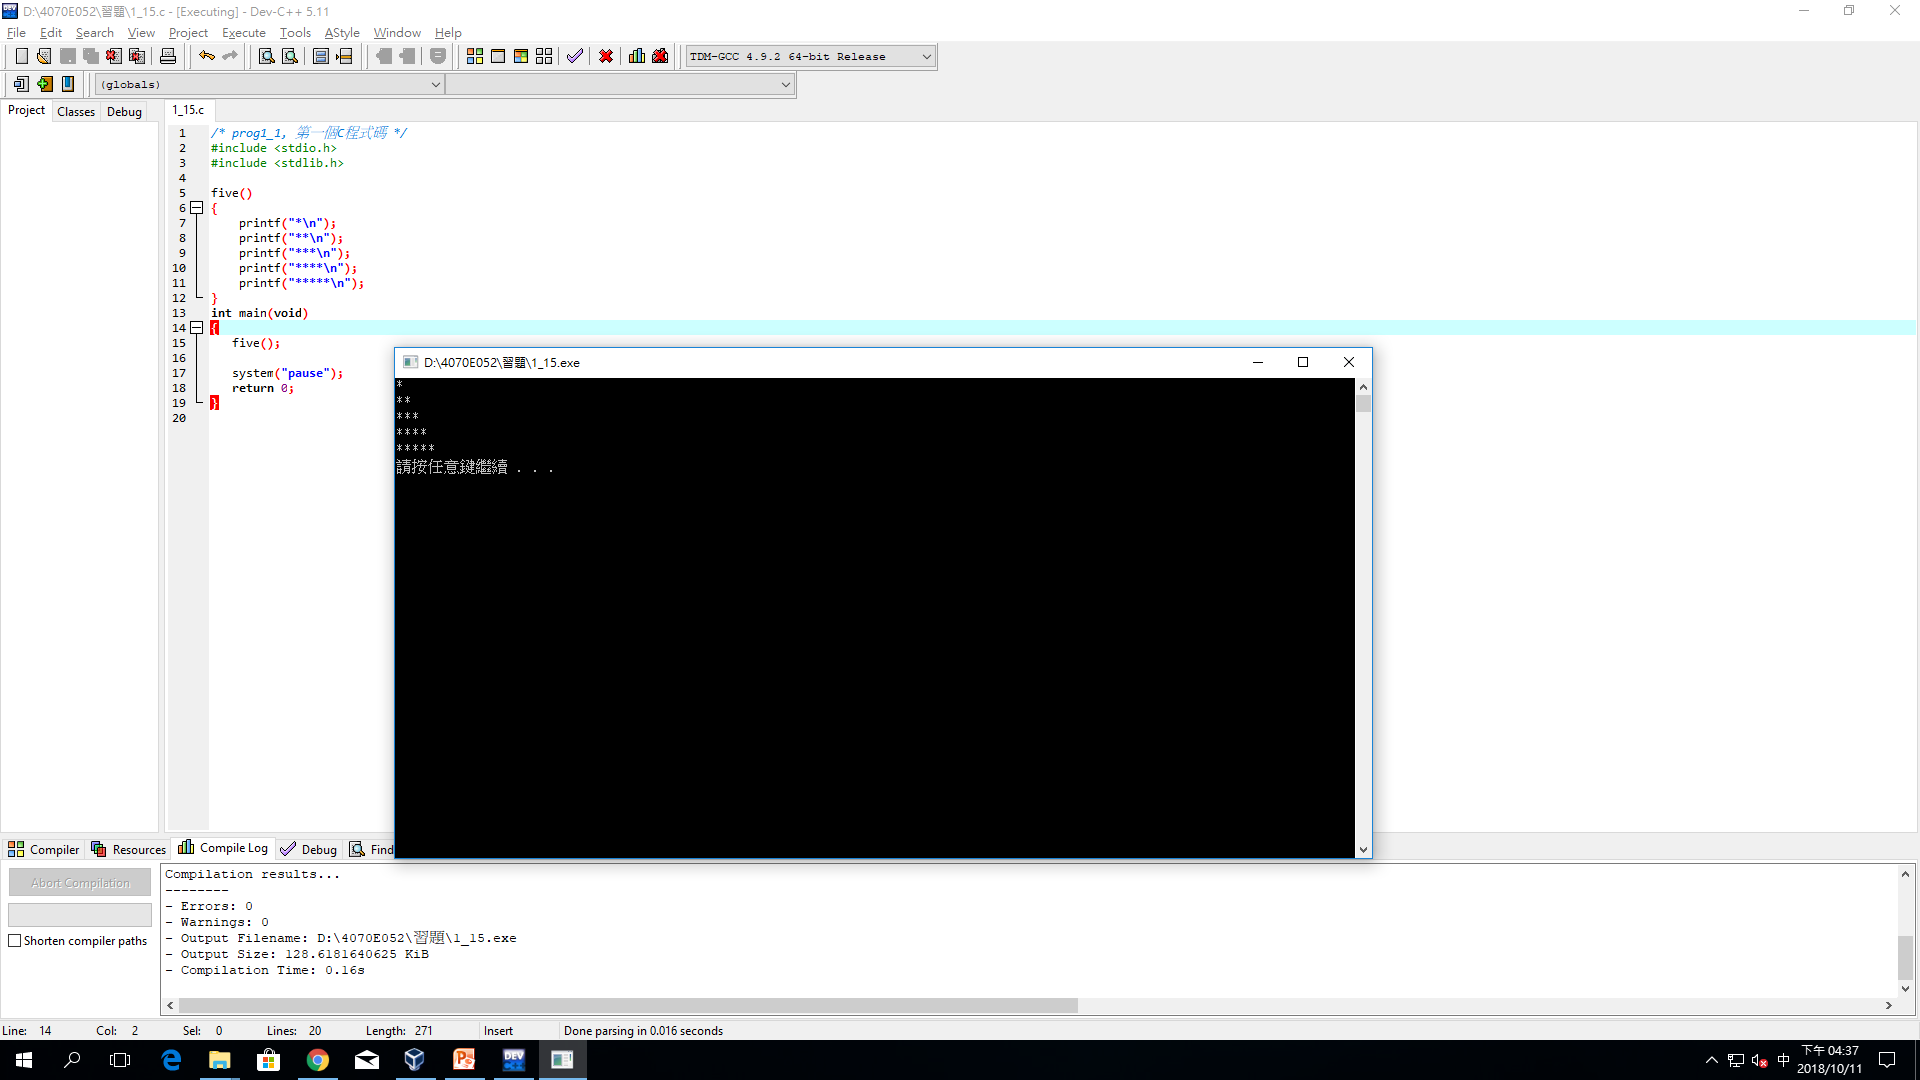 D:\4070E052\習題\1_15.c - [Executing] - Dev-C++ 5.11
File Edit Search View Project Execute Tools AStyle Window Help
TDM-GCC 4.9.2 64-bit Release
(globals)
Project Classes Debug
1_15.c
1 /* prog1_1, 第一個C程式碼 */
2 #include <stdio.h>
3 #include <stdlib.h>
4
5 five()
6 {
7 printf("*\n");
8 printf("**\n");
9 printf("***\n");
10 printf("****\n");
11 printf("*****\n");
12 }
13 int main(void)
14 {
15 five();
16
17 system("pause");
18 return 0;
19 }
20
D:\4070E052\習題\1_15.exe
*
**
***
****
*****
請按任意鍵繼續 . . .
Compiler Resources Compile Log Debug Find
Abort Compilation
Shorten compiler paths
Compilation results...
--------
- Errors: 0
- Warnings: 0
- Output Filename: D:\4070E052\習題\1_15.exe
- Output Size: 128.6181640625 KiB
- Compilation Time: 0.16s
Line: 14 Col: 2 Sel: 0 Lines: 20 Length: 271 Insert Done parsing in 0.016 seconds
中
下午 04:37
2018/10/11